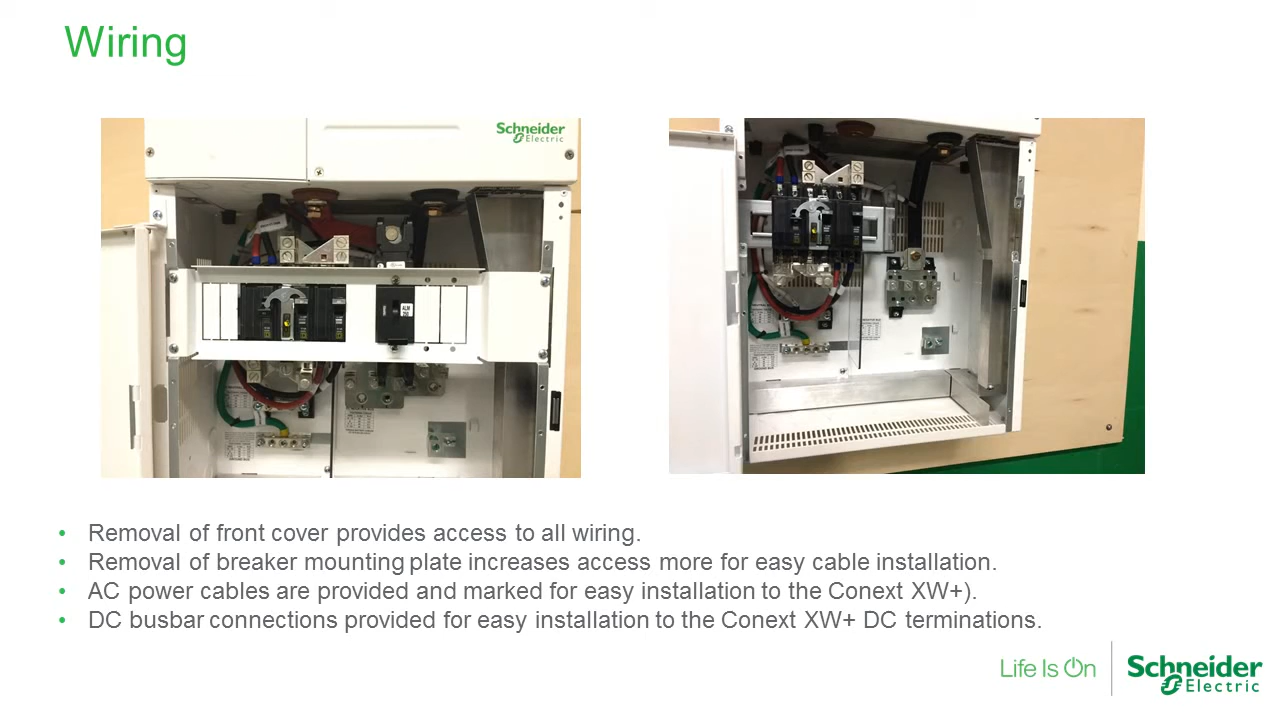 Wiring
Schneider
Electric
• Removal of front cover provides access to all wiring.
• Removal of breaker mounting plate increases access more for easy cable installation.
• AC power cables are provided and marked for easy installation to the Conext XW+).
• DC busbar connections provided for easy installation to the Conext XW+ DC terminations.
Life Is On
Schneider
Electric